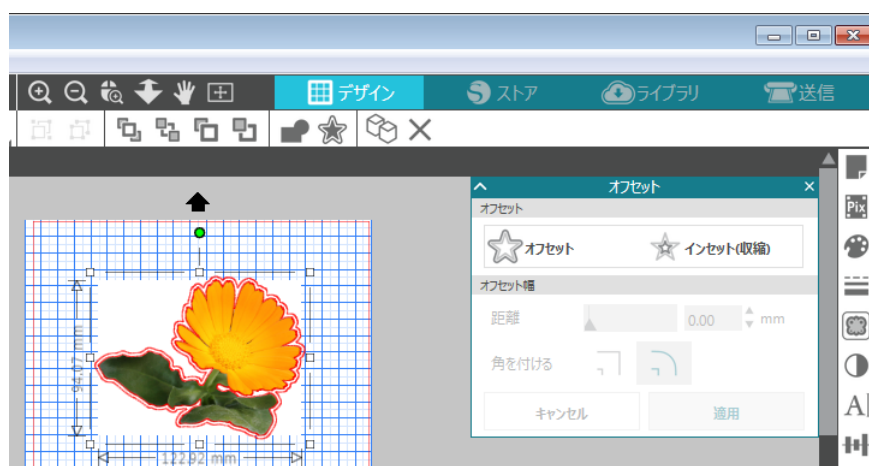 デザイン ストア ライブラリ 送信
オフセット
オフセット
オフセット インセット(収縮)
オフセット幅
距離 0.00 mm
角を付ける
キャンセル 適用
Pix
A
94.07 mm
122.92 mm